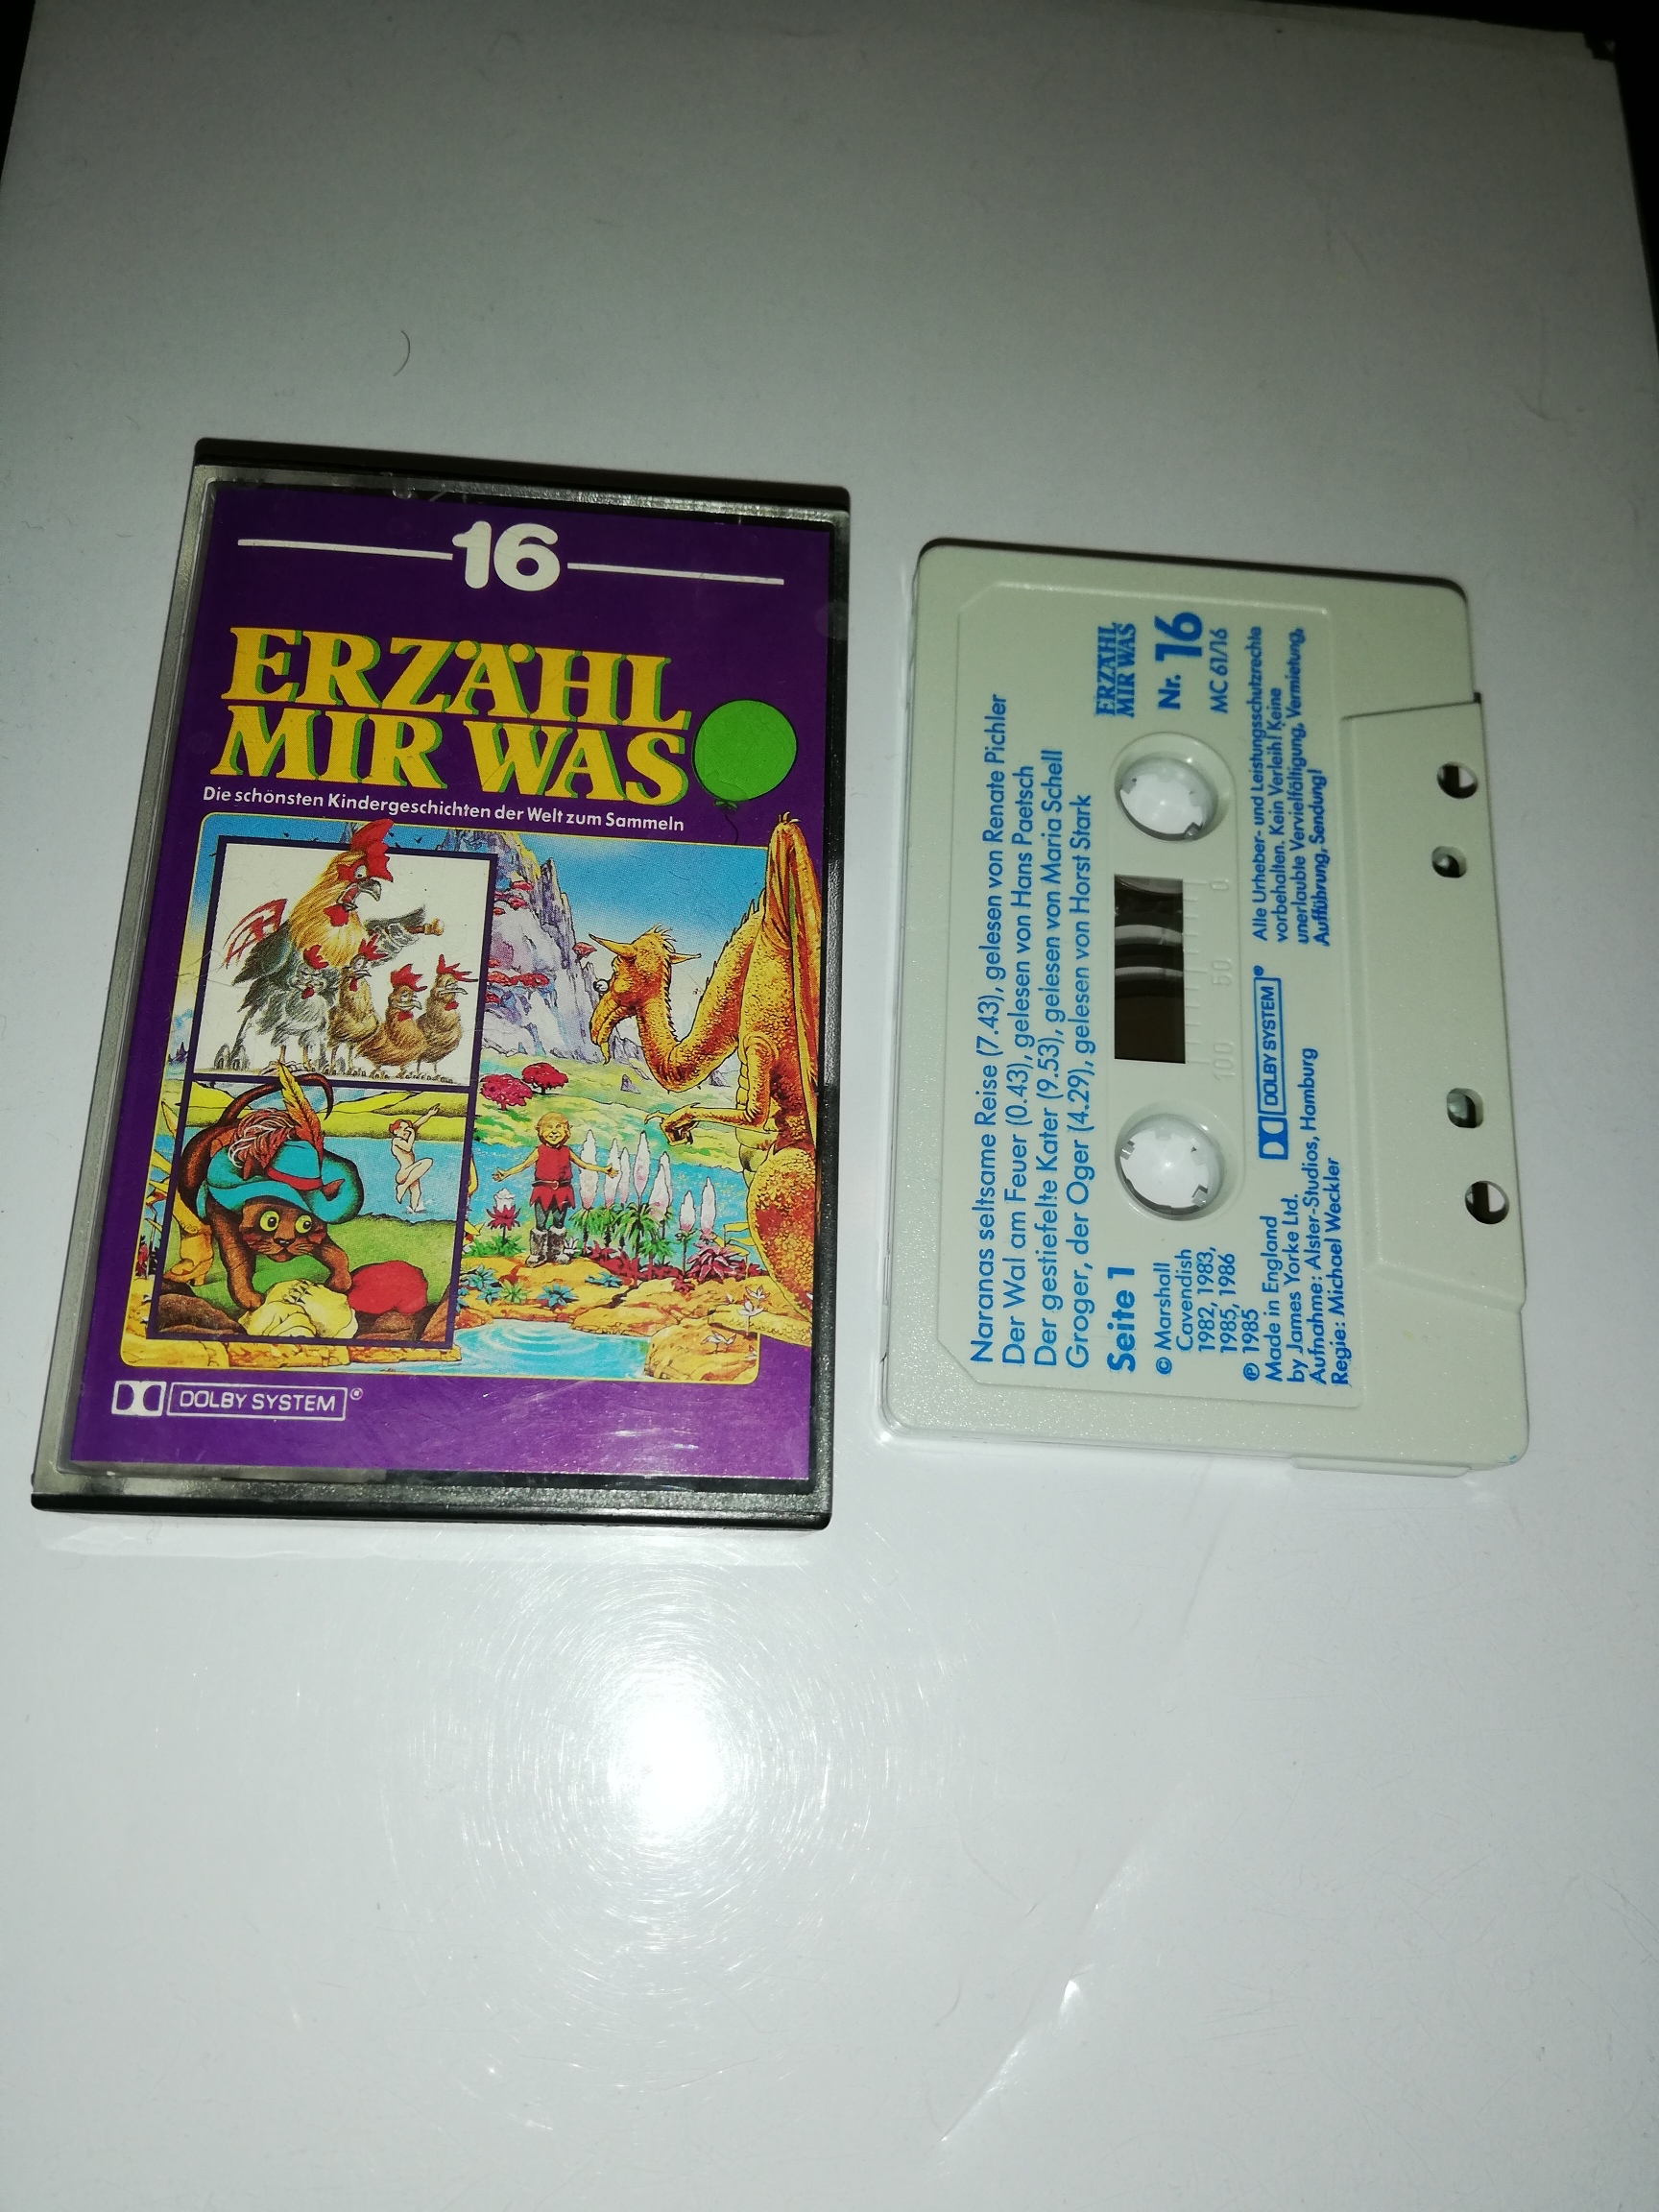 16
ERZÄHL
MIR WAS
Die schönsten Kindergeschichten der Welt zum Sammeln
DOLBY SYSTEM®
Naranas seltsame Reise (7.43), gelesen von Renate Pichler
Der Wal am Feuer (0.43), gelesen von Hans Paetsch
Der gestiefelte Kater (9.53), gelesen von Maria Schell
Groger, der Oger (4.29), gelesen von Horst Stark
Seite 1
ERZÄHL
MIR WAS
Nr. 16
MC 61/16
© Marshall
Cavendish
1982, 1983,
1985, 1986
℗ 1985
Made in England
by James Yorke Ltd.
Aufnahme: Alster-Studios, Hamburg
Regie: Michael Weckler
100 50 0
DOLBY SYSTEM®
Alle Urheber- und Leistungsschutzrechte
vorbehalten. Kein Verleih! Keine
unerlaubte Vervielfältigung, Vermietung,
Aufführung, Sendung!